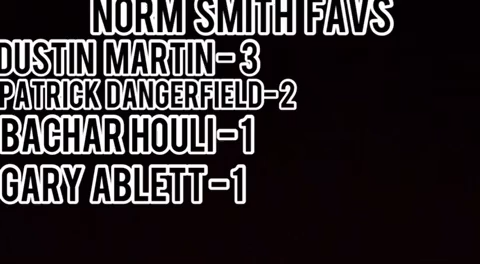 NORM SMITH FAVS
DUSTIN MARTIN-3
PATRICK DANGERFIELD-2
BACHAR HOULI-1
GARY ABLETT-1